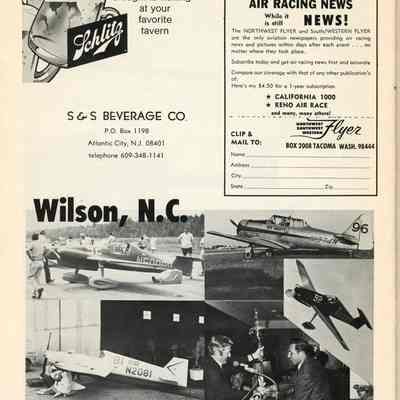 at your
favorite
tavern
Schlitz
S & S BEVERAGE CO.
P.O. Box 1198
Atlantic City, N.J. 08401
telephone 609-348-1141
AIR RACING NEWS
While it
is still NEWS!
The NORTHWEST FLYER and South/WESTERN FLYER
are the only aviation newspapers providing air racing
news and pictures within days after each event . . . no
matter where they took place.
Subscribe today and get air racing news first and accurate
Compare our coverage with that of any other publication's
of.
Here's my $4.50 for a 1-year subscription.
★ CALIFORNIA 1000
★ RENO AIR RACE
and many, many others!
CLIP &
MAIL TO:
NORTHWEST
SOUTHWEST
WESTERN
Flyer
BOX 2008 TACOMA WASH. 98444
Name
Address
City
State Zip
Wilson, N.C.
96
N2081